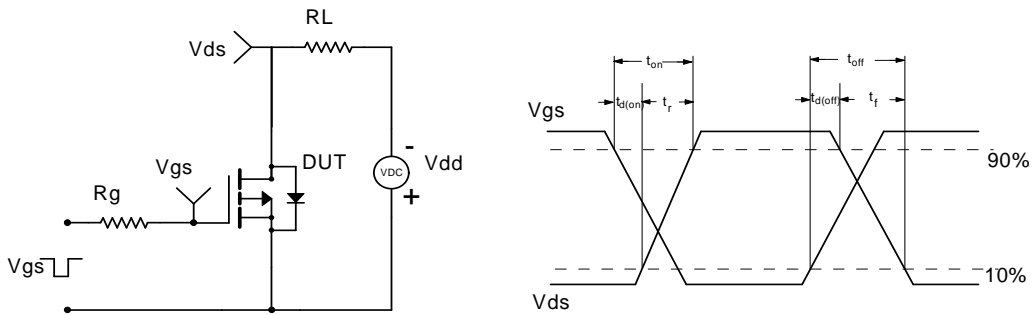 RL
Vds
Vgs
DUT
-
VDC
Vdd
+
Rg
Vgs
ton
toff
td(on)
tr
td(off)
tf
Vgs
90%
10%
Vds